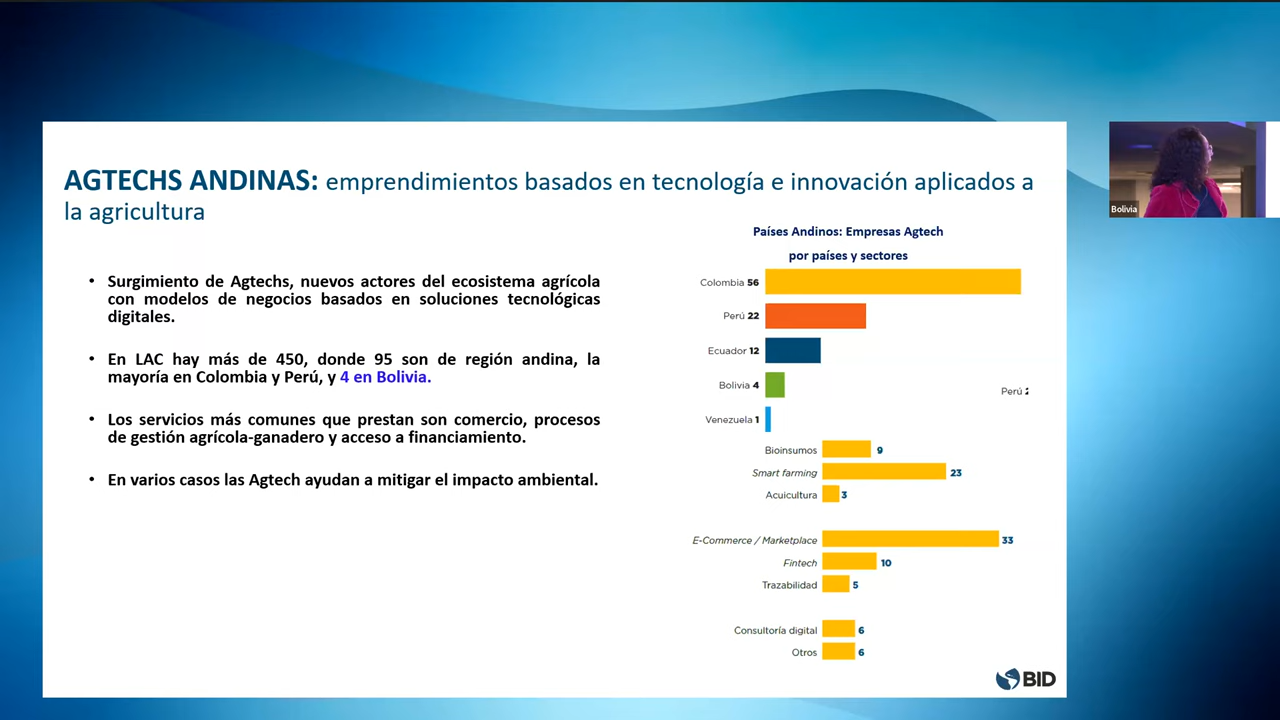 AGTECHS ANDINAS: emprendimientos basados en tecnología e innovación aplicados a
la agricultura
• Surgimiento de Agtechs, nuevos actores del ecosistema agrícola
con modelos de negocios basados en soluciones tecnológicas
digitales.
• En LAC hay más de 450, donde 95 son de región andina, la
mayoría en Colombia y Perú, y 4 en Bolivia.
• Los servicios más comunes que prestan son comercio, procesos
de gestión agrícola-ganadero y acceso a financiamiento.
• En varios casos las Agtech ayudan a mitigar el impacto ambiental.
Países Andinos: Empresas Agtech
por países y sectores
Colombia 56
Perú 22
Ecuador 12
Bolivia 4
Perú
Venezuela 1
Bioinsumos 9
Smart farming 23
Acuicultura 3
E-Commerce / Marketplace 33
Fintech 10
Trazabilidad 5
Consultoría digital 6
Otros 6
BID
Bolivia